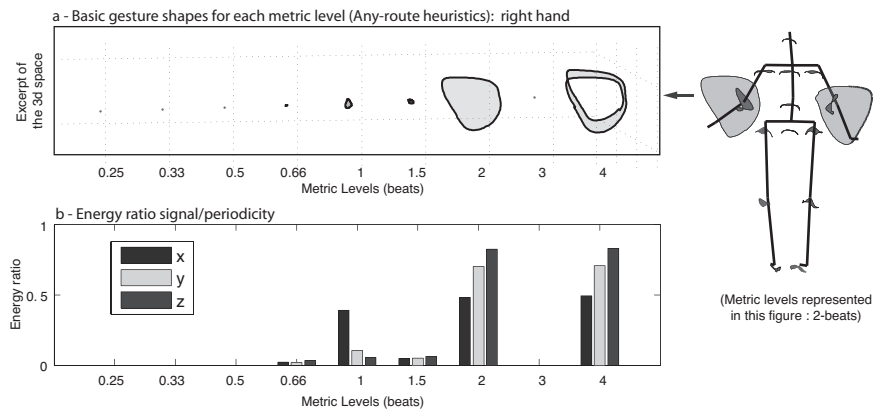 a - Basic gesture shapes for each metric level (Any-route heuristics): right hand
Excerpt of
the 3d space
0.25 0.33 0.5 0.66 1 1.5 2 3 4
Metric Levels (beats)
b - Energy ratio signal/periodicity
Energy ratio
1
0.5
0
x
y
z
0.25 0.33 0.5 0.66 1 1.5 2 3 4
Metric Levels (beats)
(Metric levels represented
in this figure : 2-beats)